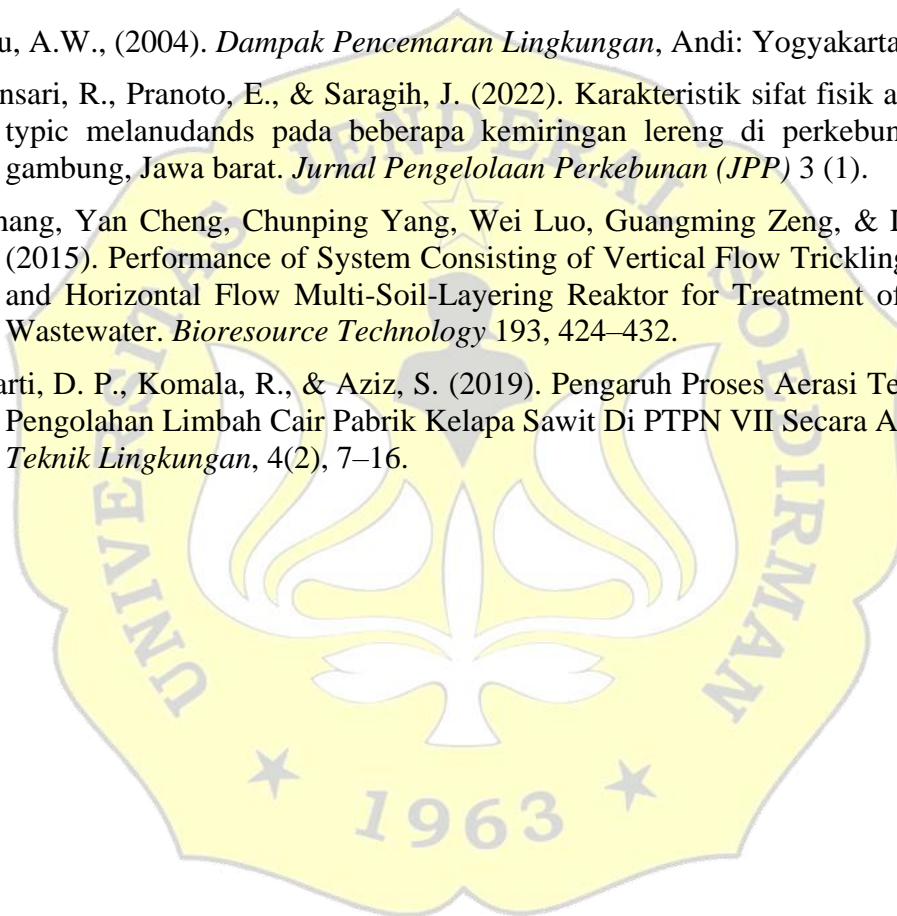 u, A.W., (2004). Dampak Pencemaran Lingkungan, Andi: Yogyakarta
nsari, R., Pranoto, E., & Saragih, J. (2022). Karakteristik sifat fisik a
typic melanudands pada beberapa kemiringan lereng di perkebun
gambung, Jawa barat. Jurnal Pengelolaan Perkebunan (JPP) 3 (1).
hang, Yan Cheng, Chunping Yang, Wei Luo, Guangming Zeng, &
(2015). Performance of System Consisting of Vertical Flow Trickling
and Horizontal Flow Multi-Soil-Layering Reaktor for Treatment of
Wastewater. Bioresource Technology 193, 424–432.
arti, D. P., Komala, R., & Aziz, S. (2019). Pengaruh Proses Aerasi Te
Pengolahan Limbah Cair Pabrik Kelapa Sawit Di PTPN VII Secara A
Teknik Lingkungan, 4(2), 7–16.
UNIVERSITAS JENDERAL SOEDIRMAN
1963